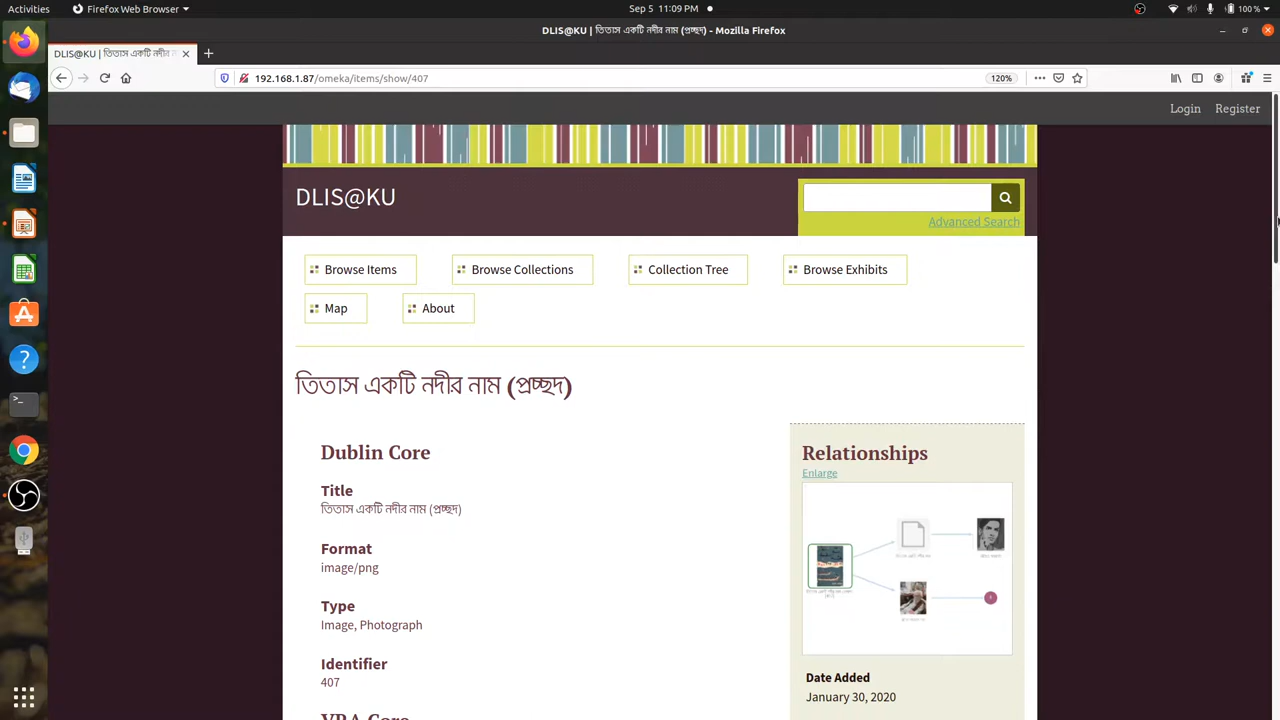 Activities
Firefox Web Browser
Sep 5 11:09 PM
100 %
DLIS@KU | তিতাস একটি নদীর নাম (প্রচ্ছদ) - Mozilla Firefox
DLIS@KU | তিতাস একটি নদীর
192.168.1.87/omeka/items/show/407
120%
Login
Register
DLIS@KU
Advanced Search
Browse Items
Browse Collections
Collection Tree
Browse Exhibits
Map
About
তিতাস একটি নদীর নাম (প্রচ্ছদ)
Dublin Core
Title
তিতাস একটি নদীর নাম (প্রচ্ছদ)
Format
image/png
Type
Image, Photograph
Identifier
407
VRA Core
Relationships
Enlarge
Date Added
January 30, 2020